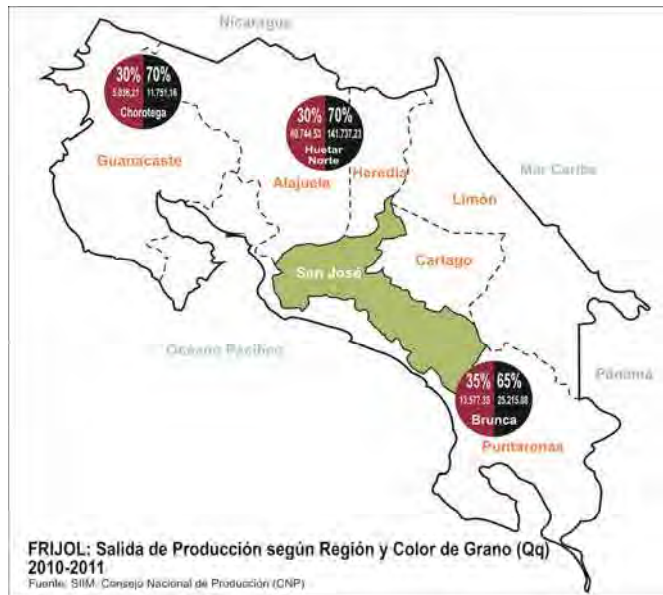 Nicaragua
30% 70%
5.036,21 11.751,16
Chorotega
30% 70%
60.744,53 141.737,23
Huetar
Norte
Guanacaste
Alajuela
Heredia
Mar Caribe
Limón
San José
Cartago
Océano Pacífico
Panamá
35% 65%
13.577,35 25.215,08
Brunca
Puntarenas
FRIJOL: Salida de Producción según Región y Color de Grano (Qq)
2010-2011
Fuente: SIIM. Consejo Nacional de Producción (CNP)